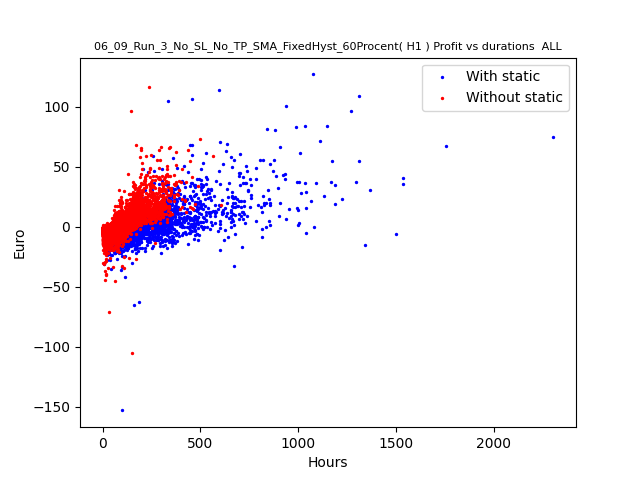 06_09_Run_3_No_SL_No_TP_SMA_FixedHyst_60Procent( H1 ) Profit vs durations  ALL
With static
Without static
100
50
0
−50
−100
−150
Euro
0
500
1000
1500
2000
Hours